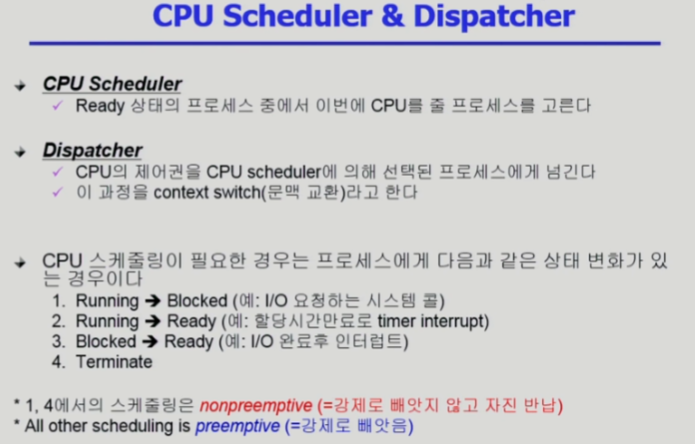 CPU Scheduler & Dispatcher
CPU Scheduler
Ready 상태의 프로세스 중에서 이번에 CPU를 줄 프로세스를 고른다
Dispatcher
CPU의 제어권을 CPU scheduler에 의해 선택된 프로세스에게 넘긴다
이 과정을 context switch(문맥 교환)라고 한다
CPU 스케줄링이 필요한 경우는 프로세스에게 다음과 같은 상태 변화가 있
는 경우이다
1. Running ➔ Blocked (예: I/O 요청하는 시스템 콜)
2. Running ➔ Ready (예: 할당시간만료로 timer interrupt)
3. Blocked ➔ Ready (예: I/O 완료후 인터럽트)
4. Terminate
* 1, 4에서의 스케줄링은 nonpreemptive (=강제로 빼앗지 않고 자진 반납)
* All other scheduling is preemptive (=강제로 빼앗음)